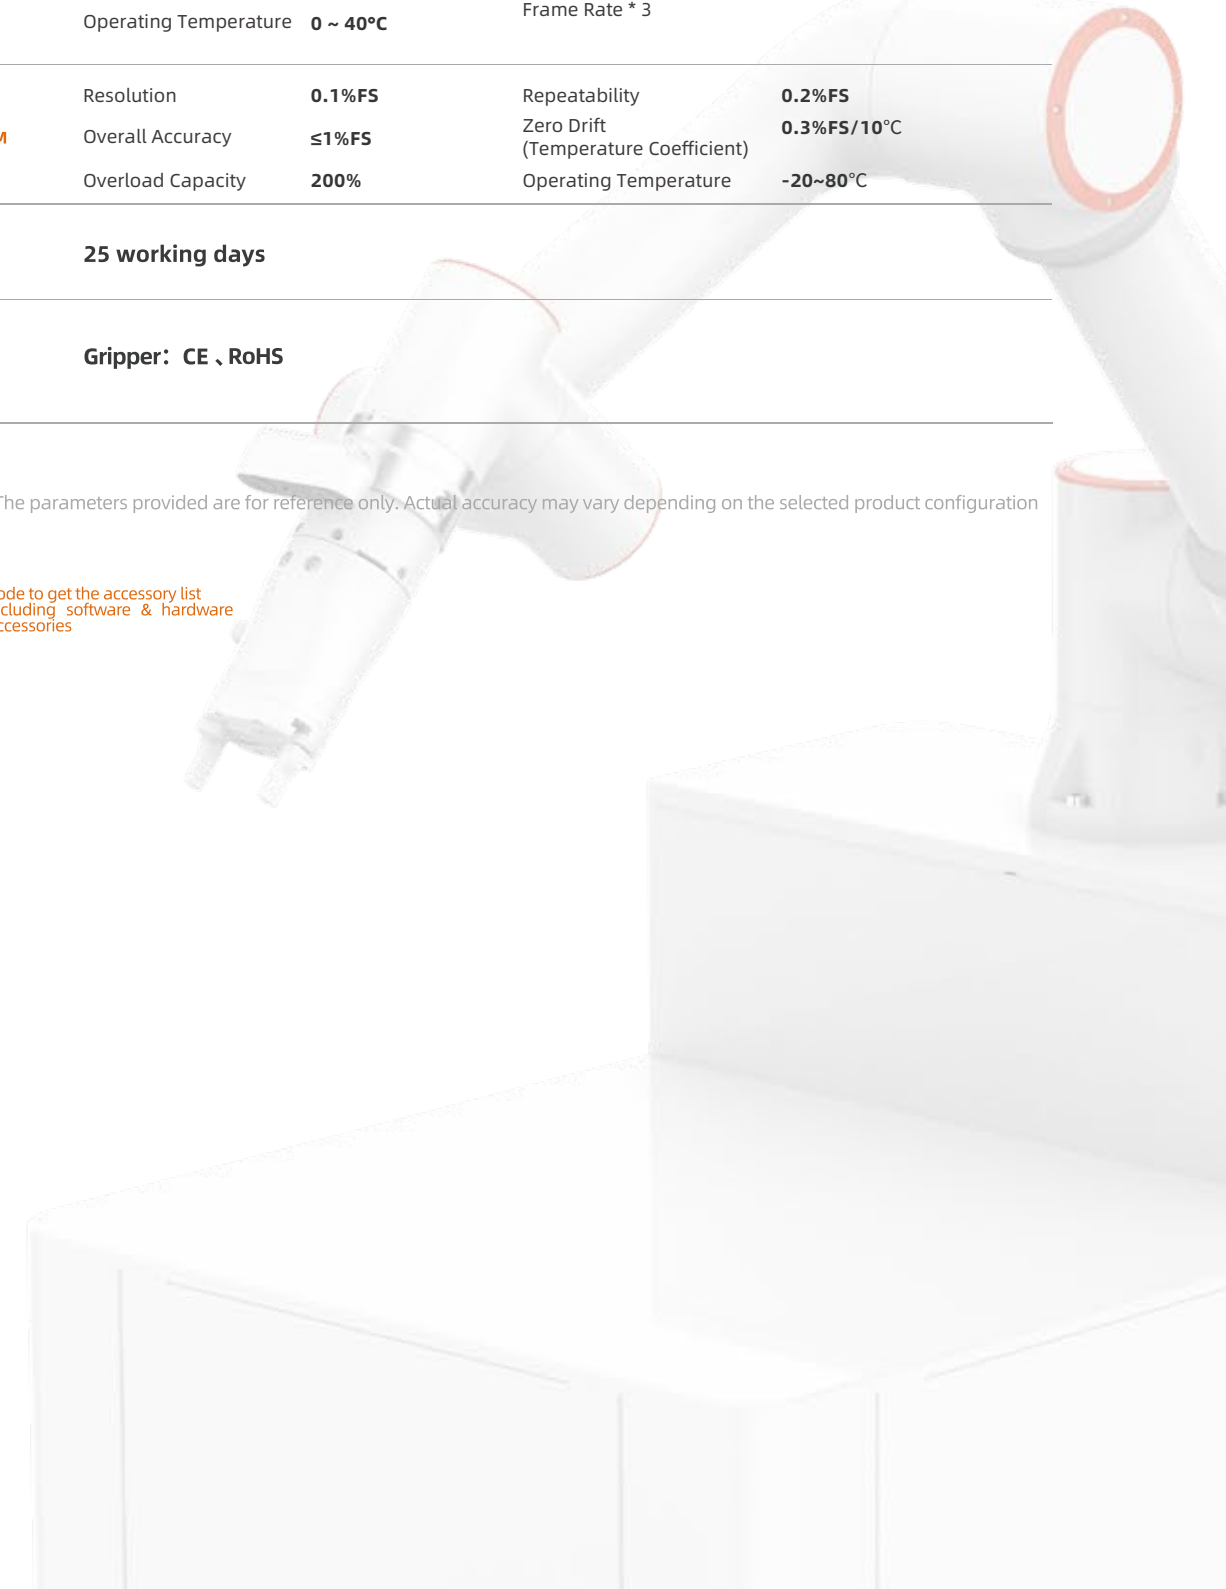 Operating Temperature 0 ~ 40°C Frame Rate * 3
Resolution 0.1%FS Repeatability 0.2%FS
M Overall Accuracy ≤1%FS Zero Drift 0.3%FS/10℃
(Temperature Coefficient)
Overload Capacity 200% Operating Temperature -20~80℃
25 working days
Gripper：CE 、RoHS
The parameters provided are for reference only. Actual accuracy may vary depending on the selected product configuration
ode to get the accessory list
cluding software & hardware
ccessories